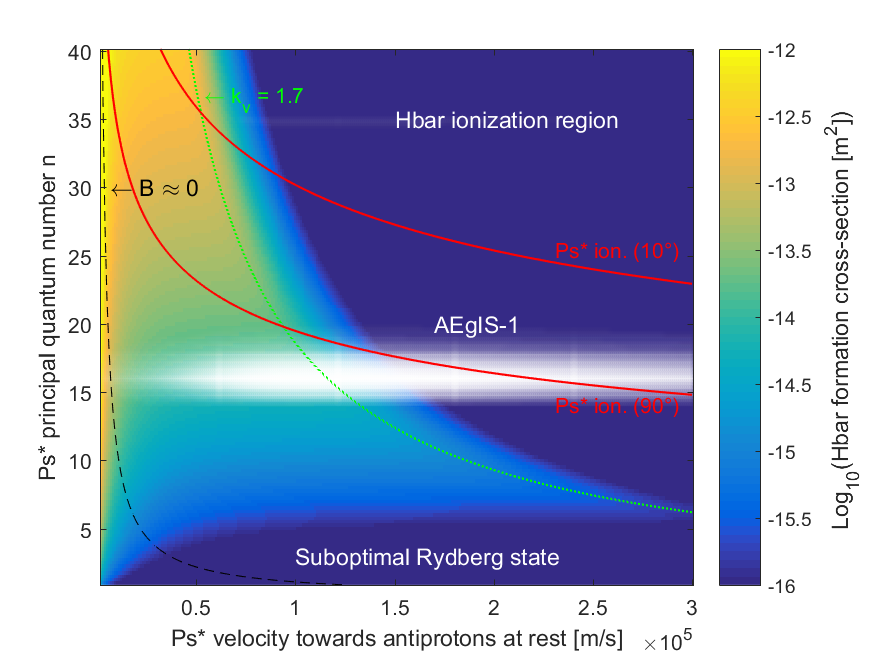 40
35
30
25
20
15
10
5
Ps* principal quantum number n
← k_v = 1.7
Hbar ionization region
← B ≈ 0
Ps* ion. (10°)
AEgIS-1
Ps* ion. (90°)
Suboptimal Rydberg state
0.5
1
1.5
2
2.5
3
×10^5
Ps* velocity towards antiprotons at rest [m/s]
-12
-12.5
-13
-13.5
-14
-14.5
-15
-15.5
-16
Log_10(Hbar formation cross-section [m^2])